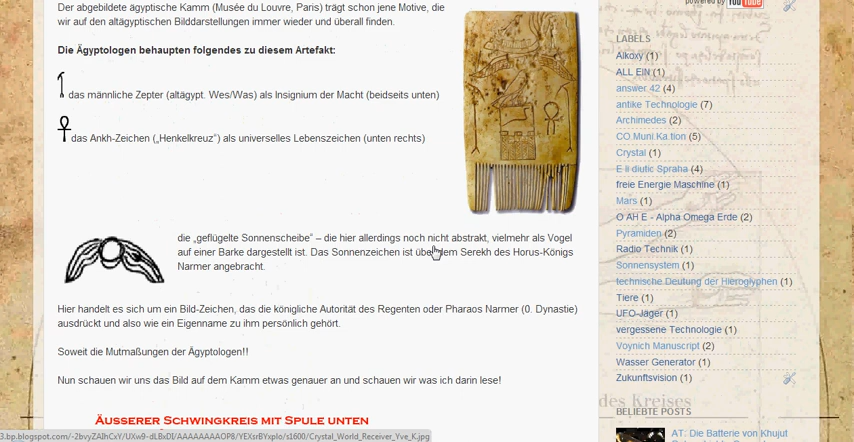 Der abgebildete ägyptische Kamm (Musée du Louvre, Paris) trägt schon jene Motive, die
wir auf den altägyptischen Bilddarstellungen immer wieder und überall finden.
Die Ägyptologen behaupten folgendes zu diesem Artefakt:
das männliche Zepter (altägypt. Wes/Was) als Insignium der Macht (beidseits unten)
das Ankh-Zeichen („Henkelkreuz“) als universelles Lebenszeichen (unten rechts)
die „geflügelte Sonnenscheibe“ – die hier allerdings noch nicht abstrakt, vielmehr als Vogel
auf einer Barke dargestellt ist. Das Sonnenzeichen ist über dem Serekh des Horus-Königs
Narmer angebracht.
Hier handelt es sich um ein Bild-Zeichen, das die königliche Autorität des Regenten oder Pharaos Narmer (0. Dynastie)
ausdrückt und also wie ein Eigenname zu ihm persönlich gehört.
Soweit die Mutmaßungen der Ägyptologen!!
Nun schauen wir uns das Bild auf dem Kamm etwas genauer an und schauen wir was ich darin lese!
ÄUSSERER SCHWINGKREIS MIT SPULE UNTEN
powered by YouTube
LABELS
Alkoxy (1)
ALL EIN (1)
answer 42 (4)
antike Technologie (7)
Archimedes (2)
CO Muni Ka.tion (5)
Crystal (1)
E li diutic Spraha (4)
freie Energie Maschine (1)
Mars (1)
O AH E - Alpha Omega Erde (2)
Pyramiden (2)
Radio Technik (1)
Sonnensystem (1)
technische Deutung der Hieroglyphen (1)
Tiere (1)
UFO-Jäger (1)
vergessene Technologie (1)
Voynich Manuscript (2)
Wasser Generator (1)
Zukunftsvision (1)
des Kreises
BELIEBTE POSTS
AT: Die Batterie von Khujut